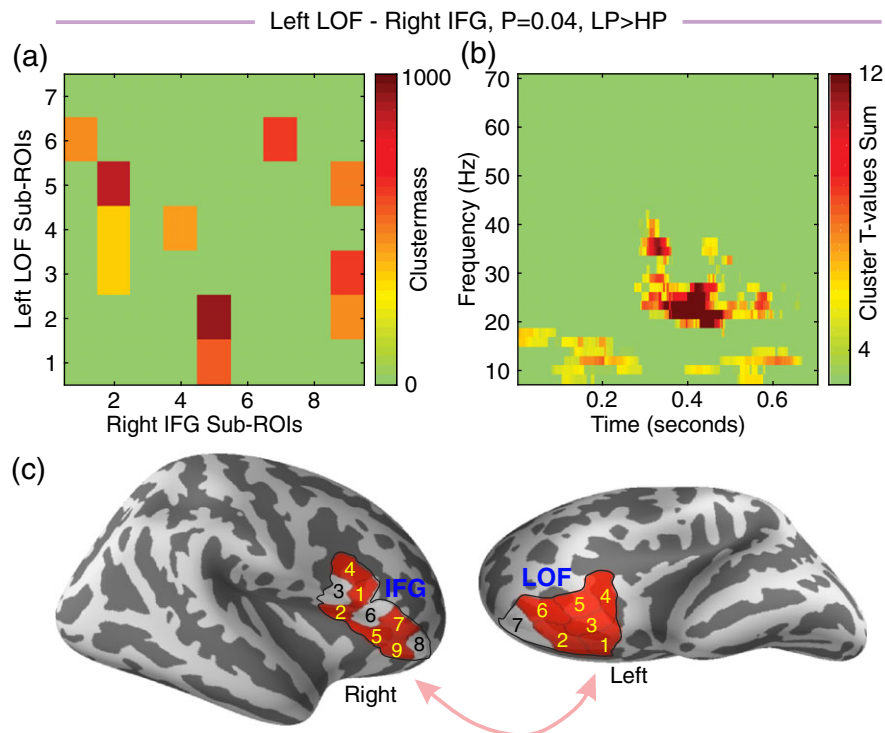 Left LOF - Right IFG, P=0.04, LP>HP
(a)
7
6
5
4
3
2
1
Left LOF Sub-ROIs
2 4 6 8
Right IFG Sub-ROIs
1000
0
Clustermass
(b)
70
60
50
40
30
20
10
Frequency (Hz)
0.2 0.4 0.6
Time (seconds)
12
4
Cluster T-values Sum
(c)
IFG
4
3
1
2
6
7
5
8
9
Right
LOF
4
5
6
7
3
2
1
Left